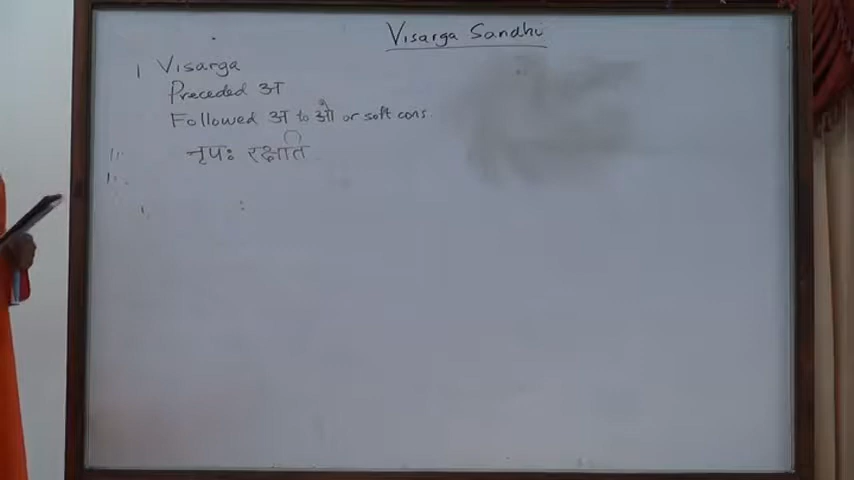 Visarga Sandhi
1 Visarga
Preceded अ
Followed अ to औ or soft cons.
नृपः रक्षति